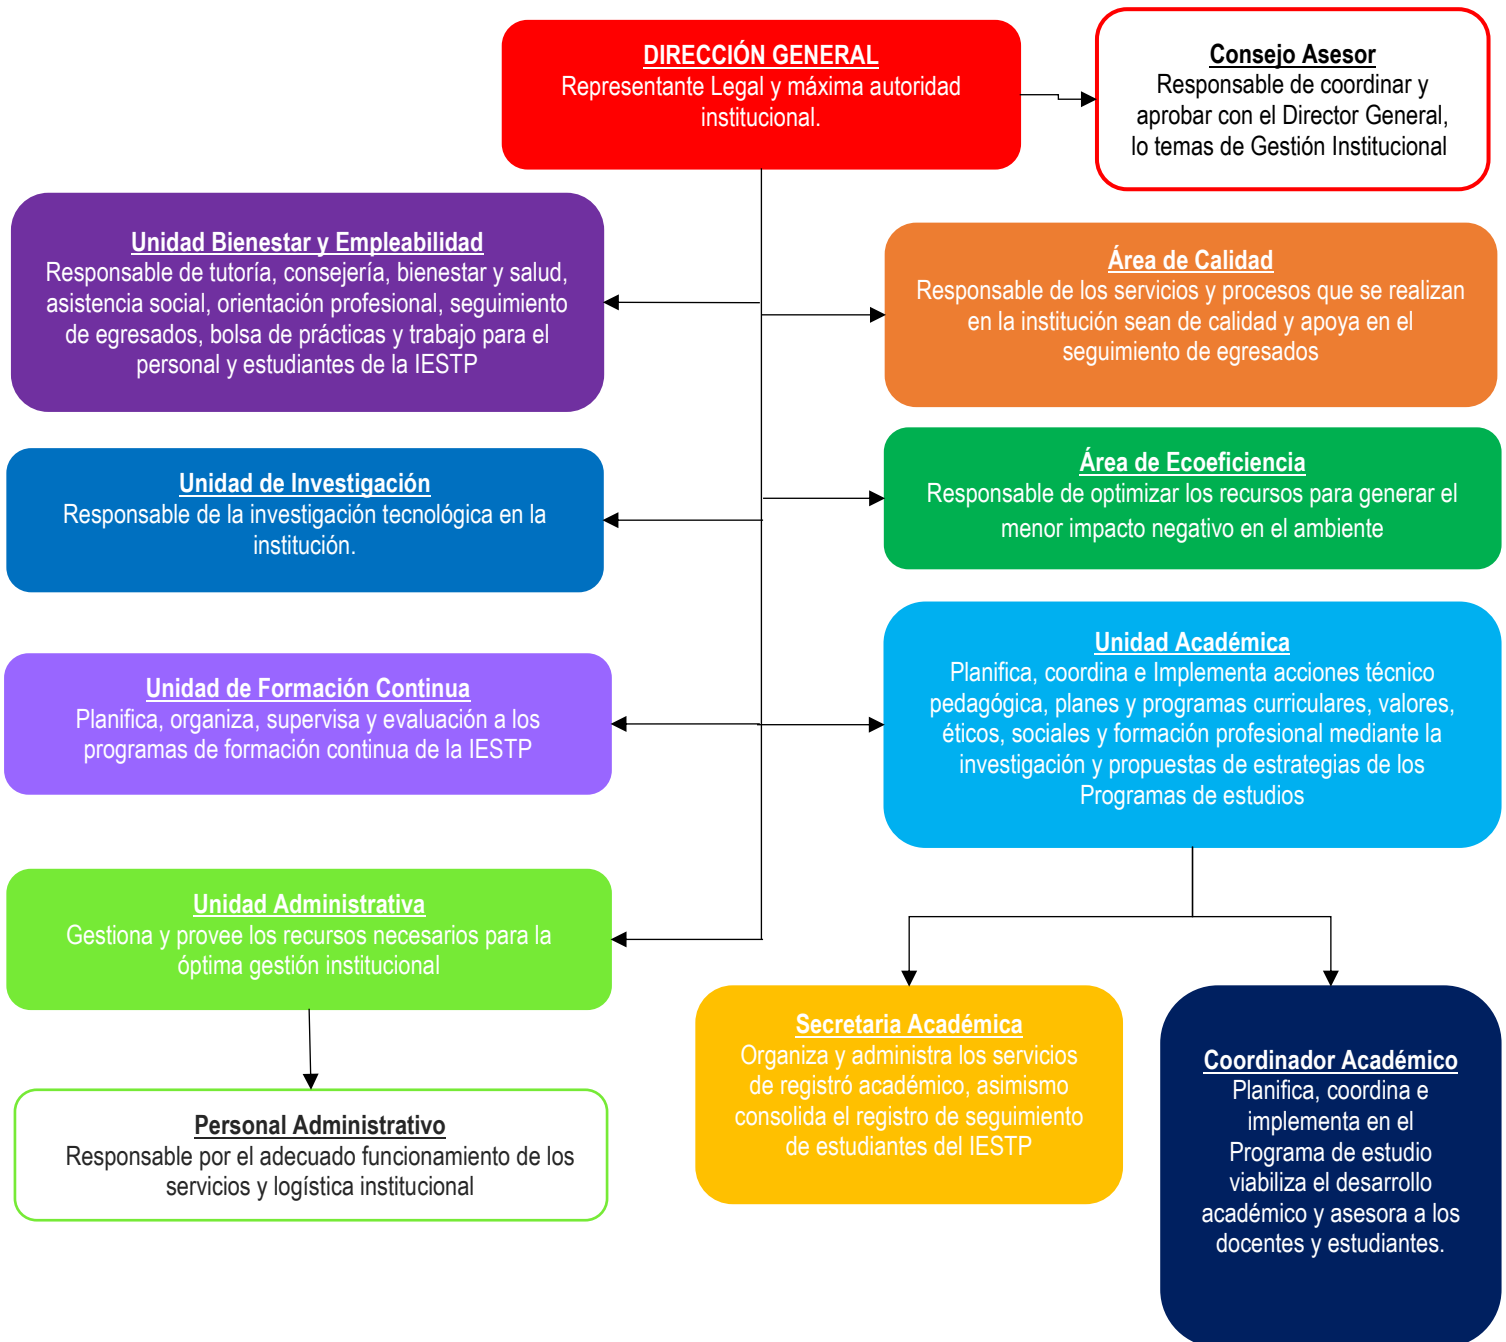 DIRECCIÓN GENERAL
Representante Legal y máxima autoridad
institucional.
Consejo Asesor
Responsable de coordinar y
aprobar con el Director General,
lo temas de Gestión Institucional
Unidad Bienestar y Empleabilidad
Responsable de tutoría, consejería, bienestar y salud,
asistencia social, orientación profesional, seguimiento
de egresados, bolsa de prácticas y trabajo para el
personal y estudiantes de la IESTP
Área de Calidad
Responsable de los servicios y procesos que se realizan
en la institución sean de calidad y apoya en el
seguimiento de egresados
Unidad de Investigación
Responsable de la investigación tecnológica en la
institución.
Área de Ecoeficiencia
Responsable de optimizar los recursos para generar el
menor impacto negativo en el ambiente
Unidad de Formación Continua
Planifica, organiza, supervisa y evaluación a los
programas de formación continua de la IESTP
Unidad Académica
Planifica, coordina e Implementa acciones técnico
pedagógica, planes y programas curriculares, valores,
éticos, sociales y formación profesional mediante la
investigación y propuestas de estrategias de los
Programas de estudios
Unidad Administrativa
Gestiona y provee los recursos necesarios para la
óptima gestión institucional
Secretaria Académica
Organiza y administra los servicios
de registró académico, asimismo
consolida el registro de seguimiento
de estudiantes del IESTP
Coordinador Académico
Planifica, coordina e
implementa en el
Programa de estudio
viabiliza el desarrollo
académico y asesora a los
docentes y estudiantes.
Personal Administrativo
Responsable por el adecuado funcionamiento de los
servicios y logística institucional